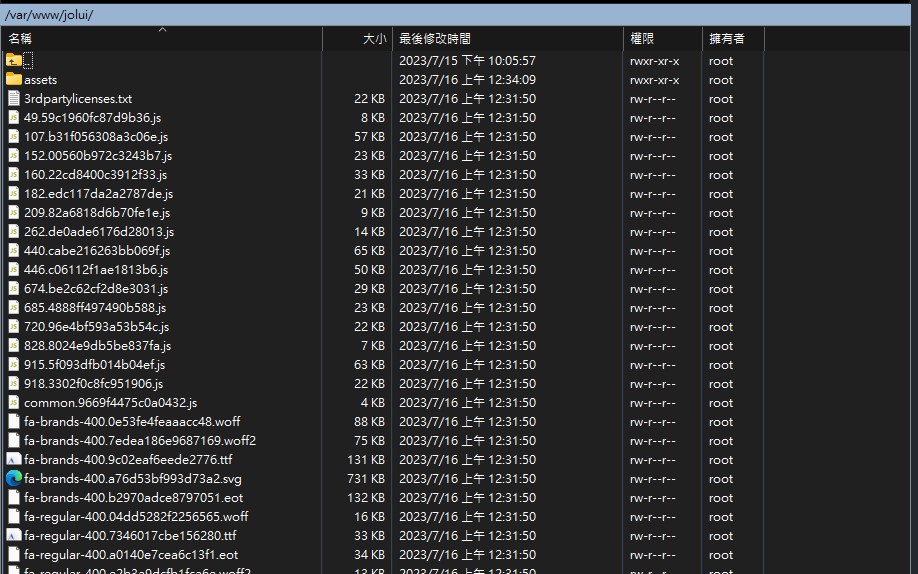 /var/www/jolui/
名稱 大小 最後修改時間 權限 擁有者
.. 2023/7/15 下午 10:05:57 rwxr-xr-x root
assets 2023/7/16 上午 12:34:09 rwxr-xr-x root
3rdpartylicenses.txt 22 KB 2023/7/16 上午 12:31:50 rw-r--r-- root
49.59c1960fc87d9b36.js 8 KB 2023/7/16 上午 12:31:50 rw-r--r-- root
107.b31f056308a3c06e.js 57 KB 2023/7/16 上午 12:31:50 rw-r--r-- root
152.00560b972c3243b7.js 23 KB 2023/7/16 上午 12:31:50 rw-r--r-- root
160.22cd8400c3912f33.js 33 KB 2023/7/16 上午 12:31:50 rw-r--r-- root
182.edc117da2a2787de.js 21 KB 2023/7/16 上午 12:31:50 rw-r--r-- root
209.82a6818d6b70fe1e.js 9 KB 2023/7/16 上午 12:31:50 rw-r--r-- root
262.de0ade6176d28013.js 14 KB 2023/7/16 上午 12:31:50 rw-r--r-- root
440.cabe216263bb069f.js 65 KB 2023/7/16 上午 12:31:50 rw-r--r-- root
446.c06112f1ae1813b6.js 50 KB 2023/7/16 上午 12:31:50 rw-r--r-- root
674.be2c62cf2d8e3031.js 29 KB 2023/7/16 上午 12:31:50 rw-r--r-- root
685.4888ff497490b588.js 23 KB 2023/7/16 上午 12:31:50 rw-r--r-- root
720.96e4bf593a53b54c.js 22 KB 2023/7/16 上午 12:31:50 rw-r--r-- root
828.8024e9db5be837fa.js 7 KB 2023/7/16 上午 12:31:50 rw-r--r-- root
915.5f093dfb014b04ef.js 63 KB 2023/7/16 上午 12:31:50 rw-r--r-- root
918.3302f0c8fc951906.js 22 KB 2023/7/16 上午 12:31:50 rw-r--r-- root
common.9669f4475c0a0432.js 4 KB 2023/7/16 上午 12:31:50 rw-r--r-- root
fa-brands-400.0e53fe4feaaacc48.woff 88 KB 2023/7/16 上午 12:31:50 rw-r--r-- root
fa-brands-400.7edea186e9687169.woff2 75 KB 2023/7/16 上午 12:31:50 rw-r--r-- root
fa-brands-400.9c02eaf6eede2776.ttf 131 KB 2023/7/16 上午 12:31:50 rw-r--r-- root
fa-brands-400.a76d53bf993d73a2.svg 731 KB 2023/7/16 上午 12:31:50 rw-r--r-- root
fa-brands-400.b2970adce8797051.eot 132 KB 2023/7/16 上午 12:31:50 rw-r--r-- root
fa-regular-400.04dd5282f2256565.woff 16 KB 2023/7/16 上午 12:31:50 rw-r--r-- root
fa-regular-400.7346017cbe156280.ttf 33 KB 2023/7/16 上午 12:31:50 rw-r--r-- root
fa-regular-400.a0140e7cea6c13f1.eot 34 KB 2023/7/16 上午 12:31:50 rw-r--r-- root
13 KB 2023/7/16 上午 12:31:50 rw-r--r-- root